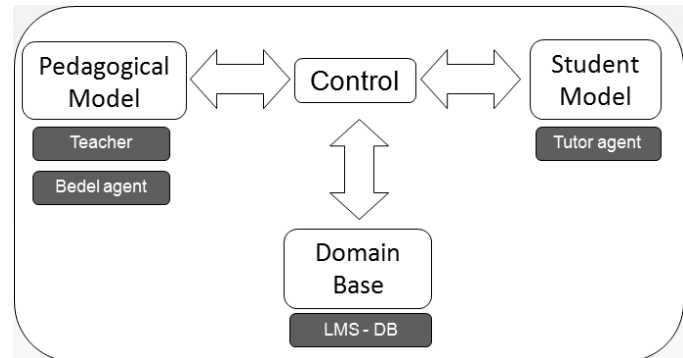 Pedagogical
Model
Teacher
Bedel agent
Control
Student
Model
Tutor agent
Domain
Base
LMS - DB